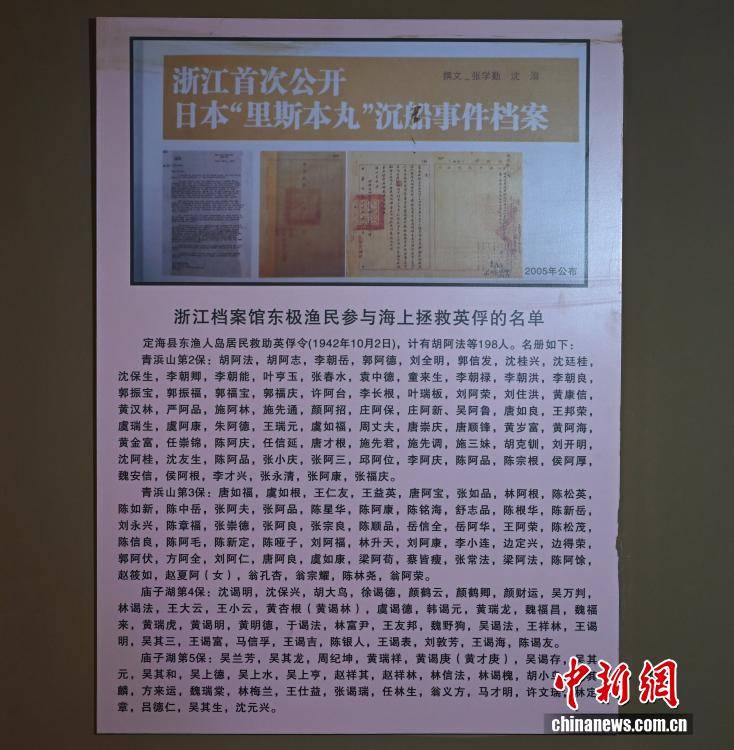 浙江首次公开
撰文_张学勤 沈
日本“里斯本丸”沉船事件档案
2005年公布
浙江档案馆东极渔民参与海上拯救英俘的名单
定海县东渔人岛居民救助英俘令(1942年10月2日)，计有胡阿法等198人。名册如下：
青浜山第2保：胡阿法，胡阿志，李朝岳，郭阿德，刘全明，郭信发，沈桂兴，沈廷桂，
沈保生，李朝卿，李朝能，叶亨玉，张春水，袁中德，童来生，李朝禄，李朝洪，李朝良，
郭振宝，郭振福，郭福宝，郭福庆，许阿台，李长根，叶瑞板，刘阿荣，刘住洪，黄康信，
黄汉林，严阿品，施阿林，施先通，颜阿招，庄阿保，庄阿新，吴阿鲁，唐如良，王邦荣，
虞瑞生，虞阿康，朱阿德，王瑞元，虞如福，周丈夫，唐崇庆，唐顺锋，黄岁富，黄阿海，
黄金富，任崇锦，陈阿庆，任信延，唐才根，施先君，施先调，施三妹，胡克钏，刘开明，
沈阿桂，沈友生，陈阿品，张小庆，张阿三，邱阿位，李阿庆，陈阿品，陈宗根，侯阿厚，
魏安信，侯阿根，李才兴，张永清，张阿康，张福庆。
青浜山第3保：唐如福，虞如根，王仁友，王益英，唐阿宝，张如品，林阿根，陈松英，
陈如新，陈中岳，张阿夫，张阿品，陈星华，陈阿康，陈铭海，舒志品，陈根华，陈新岳，
刘永兴，陈章福，张崇德，张阿良，张宗良，陈顺品，岳信全，岳阿华，王阿荣，陈松茂，
陈信良，陈阿毛，陈新定，陈哑子，刘阿福，林升天，刘阿康，李小连，边定兴，边得荣，
郭阿伏，方阿全，刘阿仁，唐阿良，虞如康，梁阿荀，蔡皆瘦，张常法，梁阿法，陈阿馀，
赵筱如，赵夏阿（女），翁孔杏，翁宗耀，陈林尧，翁阿荣。
庙子湖第4保：沈谒明，沈保兴，胡大鸟，徐谒德，颜鹤云，颜鹤卿，颜财运，吴万判，
林谒法，王大云，王小云，黄杏根（黄谒林），虞谒德，韩谒元，黄瑞龙，魏福昌，魏福
来，黄瑞虎，黄谒明，黄明德，于谒法，林富尹，王友邦，魏野狗，吴谒法，王祥林，王谒
明，吴其三，王谒富，马信孚，王谒吉，陈银人，王谒表，刘敦芳，王谒海，陈谒友。
庙子湖第5保：吴兰芳，吴其龙，周纪坤，黄瑞祥，黄谒庚（黄才庚），吴谒存，吴其
元，吴其和，吴上德，吴上水，吴上亨，赵祥其，赵祥林，林信法，林谒槐，胡小
麟，方来运，魏瑞棠，林梅兰，王仕益，张谒瑞，任林生，翁义方，马才明，许文瑞，林定
章，吕德仁，吴其生，沈元兴。
中新网
chinanews.com